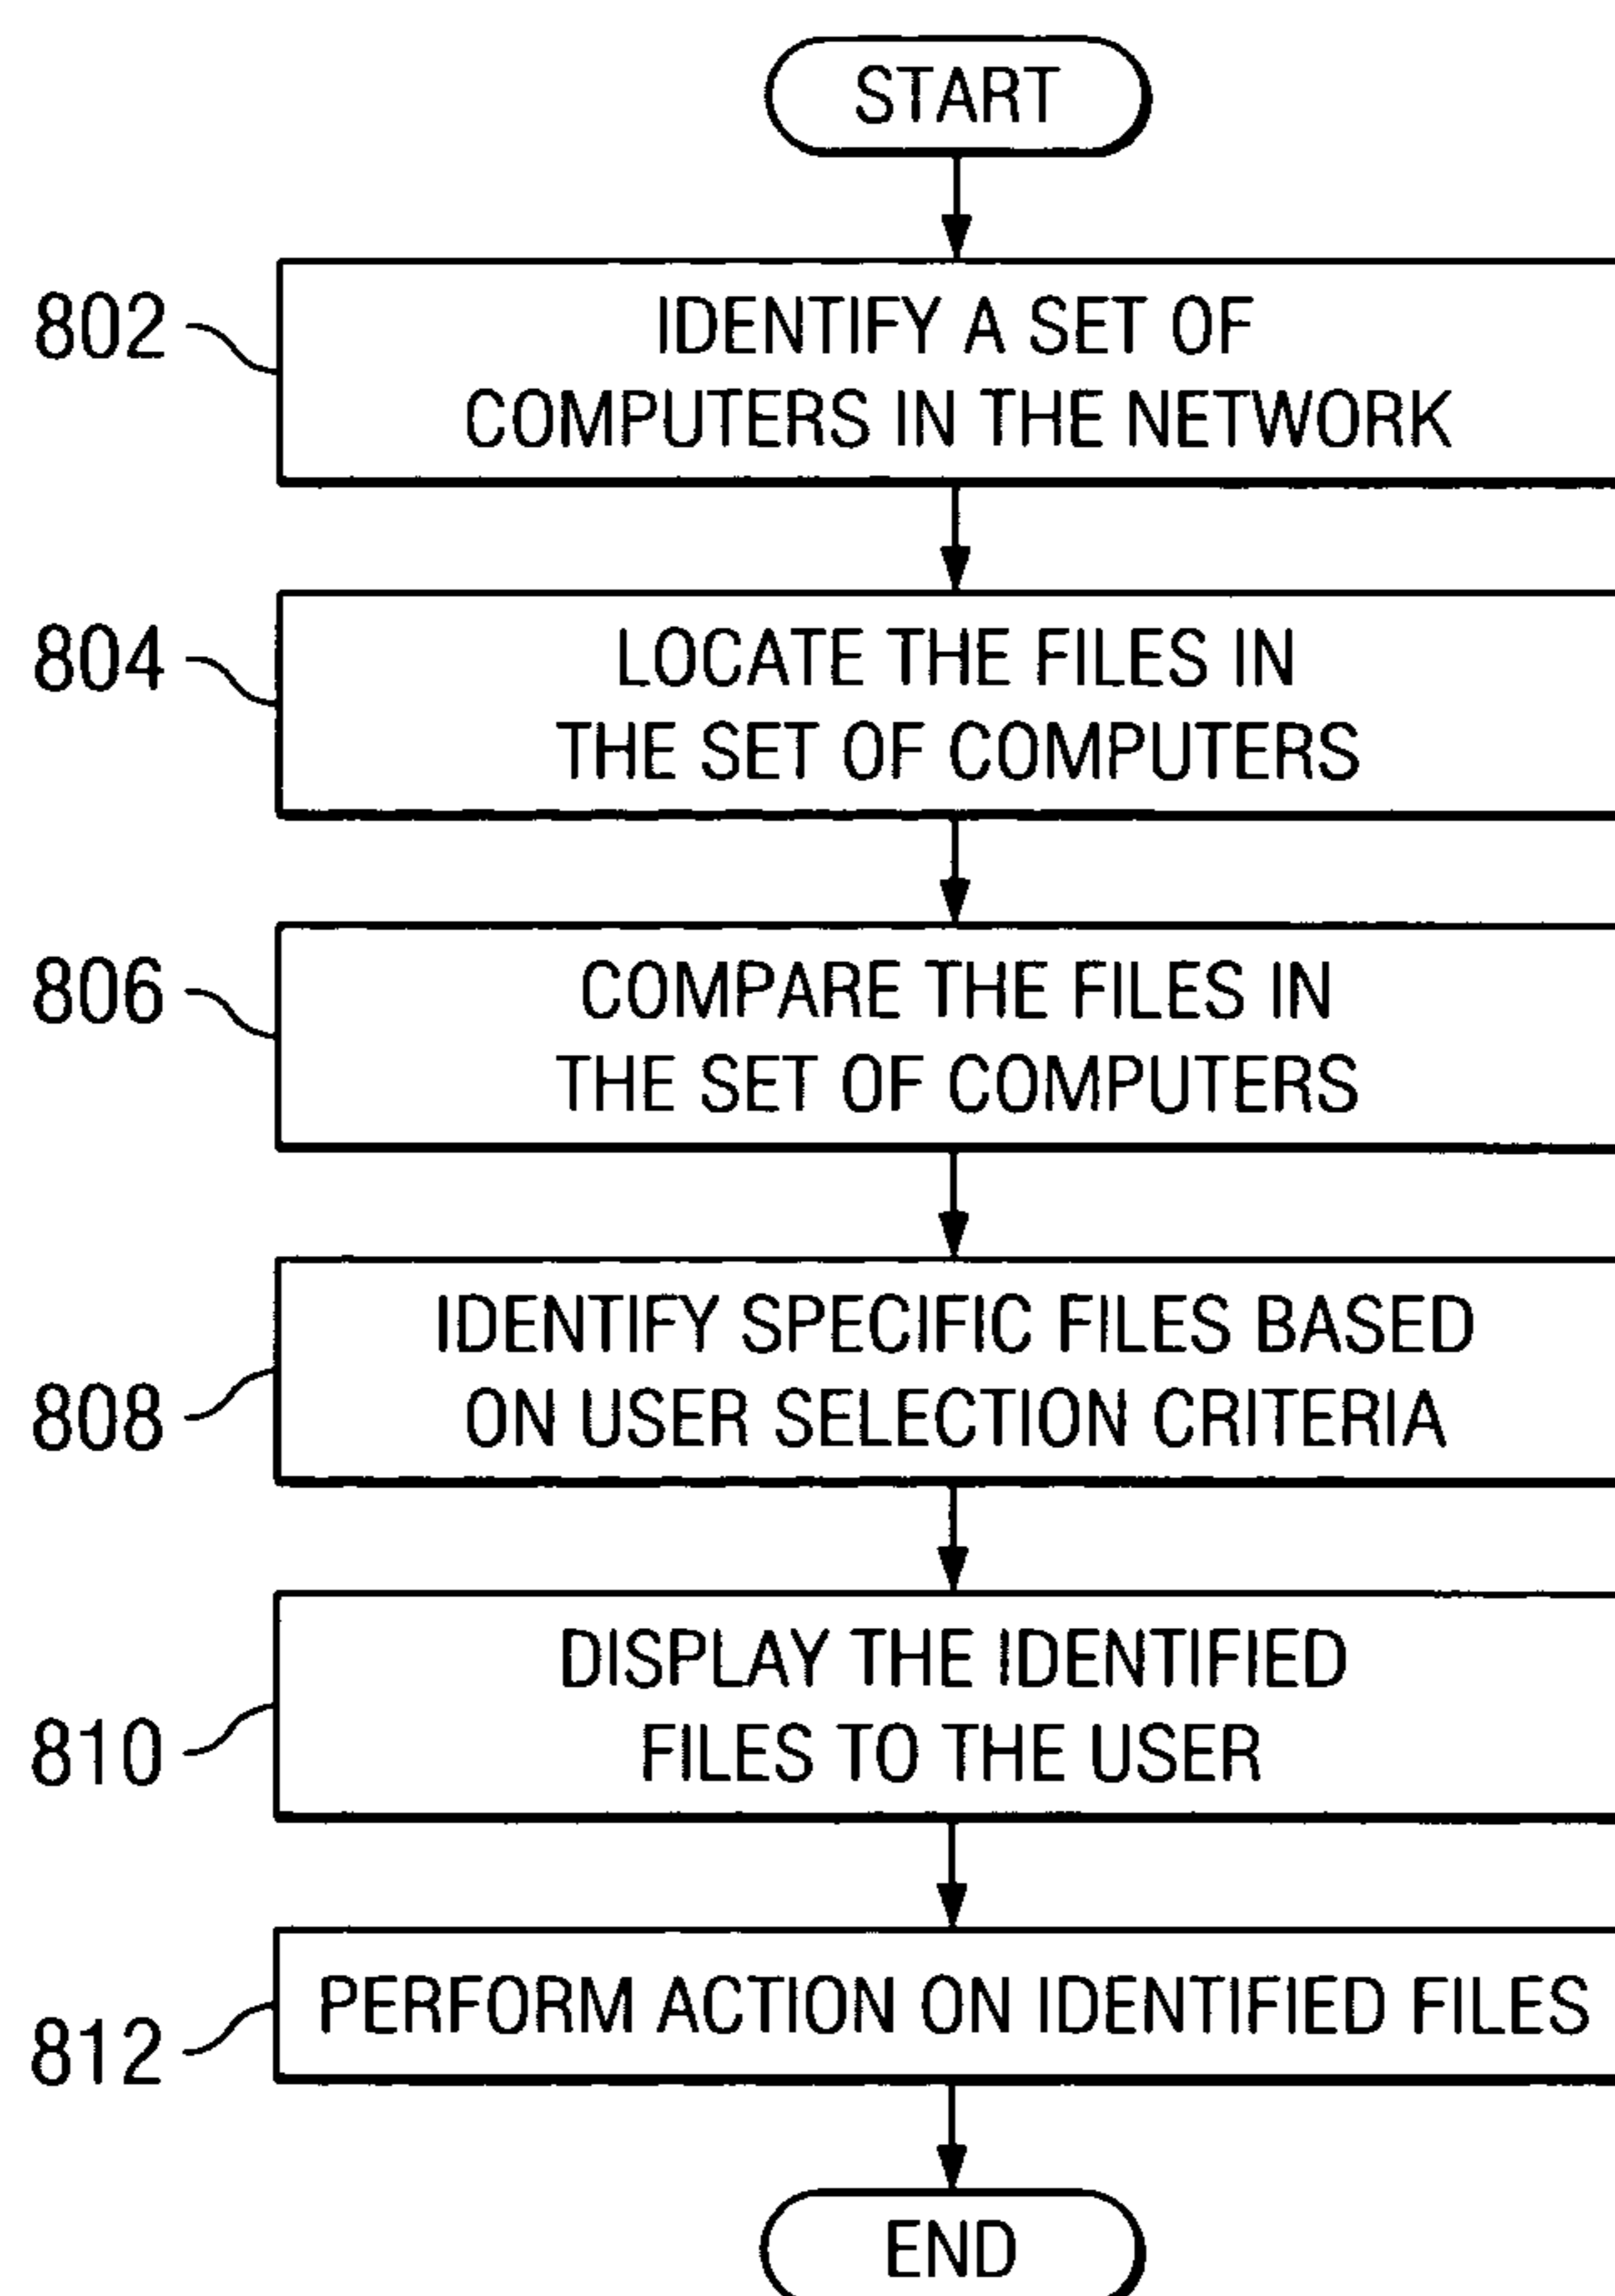 START
802
IDENTIFY A SET OF
COMPUTERS IN THE NETWORK
804
LOCATE THE FILES IN
THE SET OF COMPUTERS
806
COMPARE THE FILES IN
THE SET OF COMPUTERS
808
IDENTIFY SPECIFIC FILES BASED
ON USER SELECTION CRITERIA
810
DISPLAY THE IDENTIFIED
FILES TO THE USER
812
PERFORM ACTION ON IDENTIFIED FILES
END